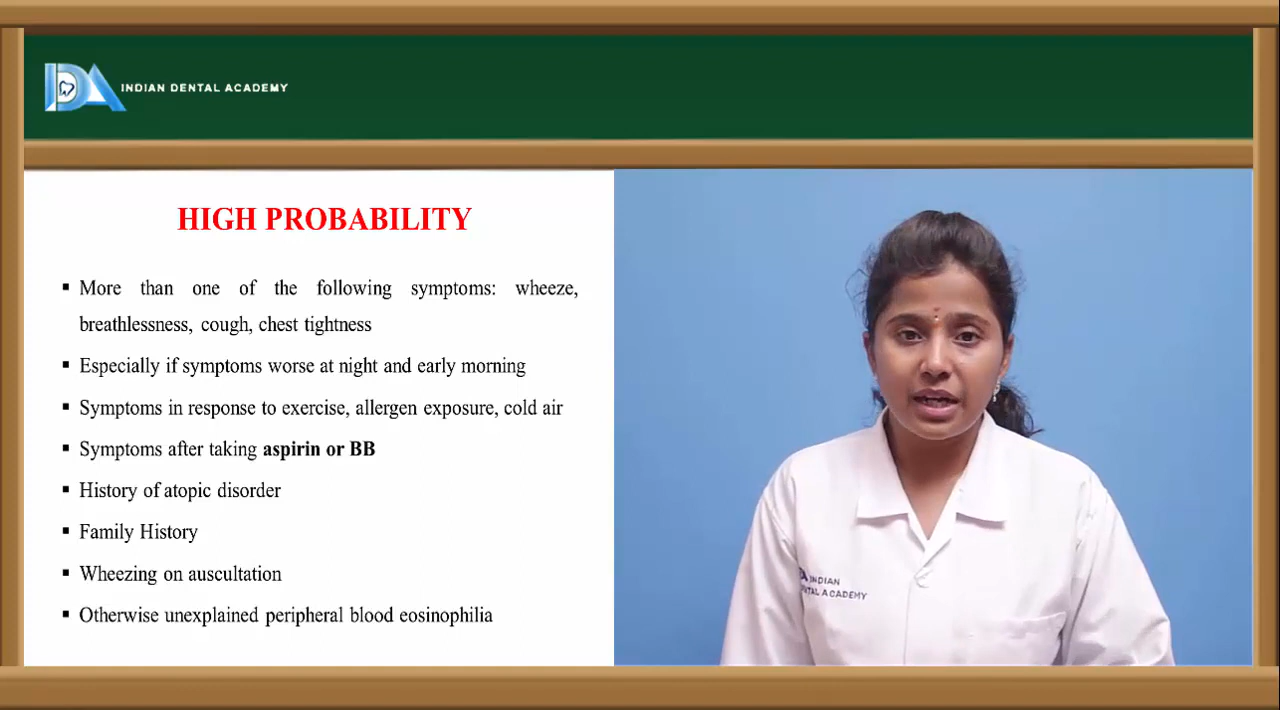 INDIAN DENTAL ACADEMY
HIGH PROBABILITY
▪ More than one of the following symptoms: wheeze,
breathlessness, cough, chest tightness
▪ Especially if symptoms worse at night and early morning
▪ Symptoms in response to exercise, allergen exposure, cold air
▪ Symptoms after taking aspirin or BB
▪ History of atopic disorder
▪ Family History
▪ Wheezing on auscultation
▪ Otherwise unexplained peripheral blood eosinophilia
INDIAN
ACADEMY